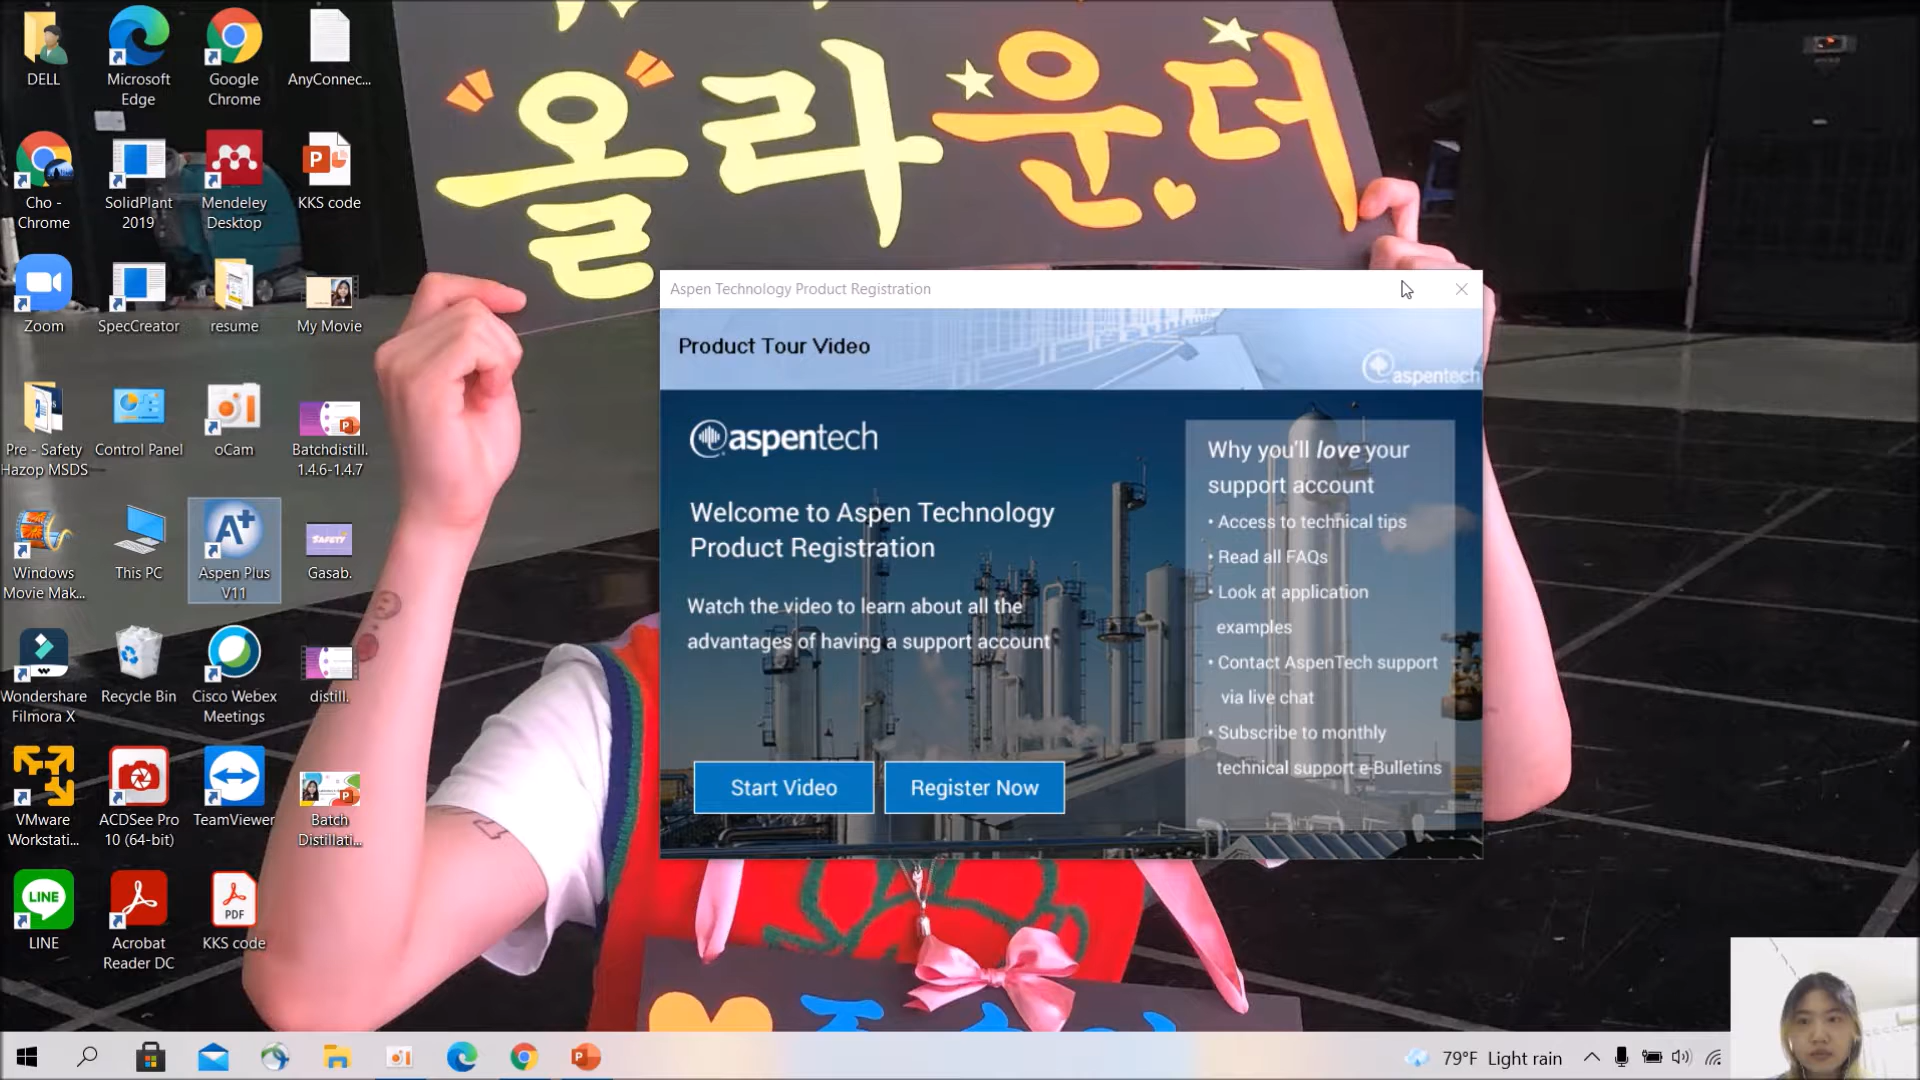 올라운더
DELL
Microsoft
Edge
Google
Chrome
AnyConnec...
Cho -
Chrome
SolidPlant
2019
Mendeley
Desktop
KKS code
Zoom
SpecCreator
resume
My Movie
Pre - Safety
Hazop MSDS
Control Panel
oCam
Batchdistill.
1.4.6-1.4.7
Windows
Movie Mak...
This PC
A+
Aspen Plus
V11
SAFETY
Gasab.
Wondershare
Filmora X
Recycle Bin
Cisco Webex
Meetings
distill.
VMware
Workstati...
ACDSee Pro
10 (64-bit)
TeamViewer
Batch
Distillati...
LINE
LINE
Acrobat
Reader DC
PDF
KKS code
Aspen Technology Product Registration
Product Tour Video
aspentech
aspentech
Welcome to Aspen Technology
Product Registration
Watch the video to learn about all the
advantages of having a support account
Start Video
Register Now
Why you'll love your
support account
• Access to technical tips
• Read all FAQs
• Look at application
examples
• Contact AspenTech support
via live chat
• Subscribe to monthly
technical support e-Bulletins
79°F Light rain